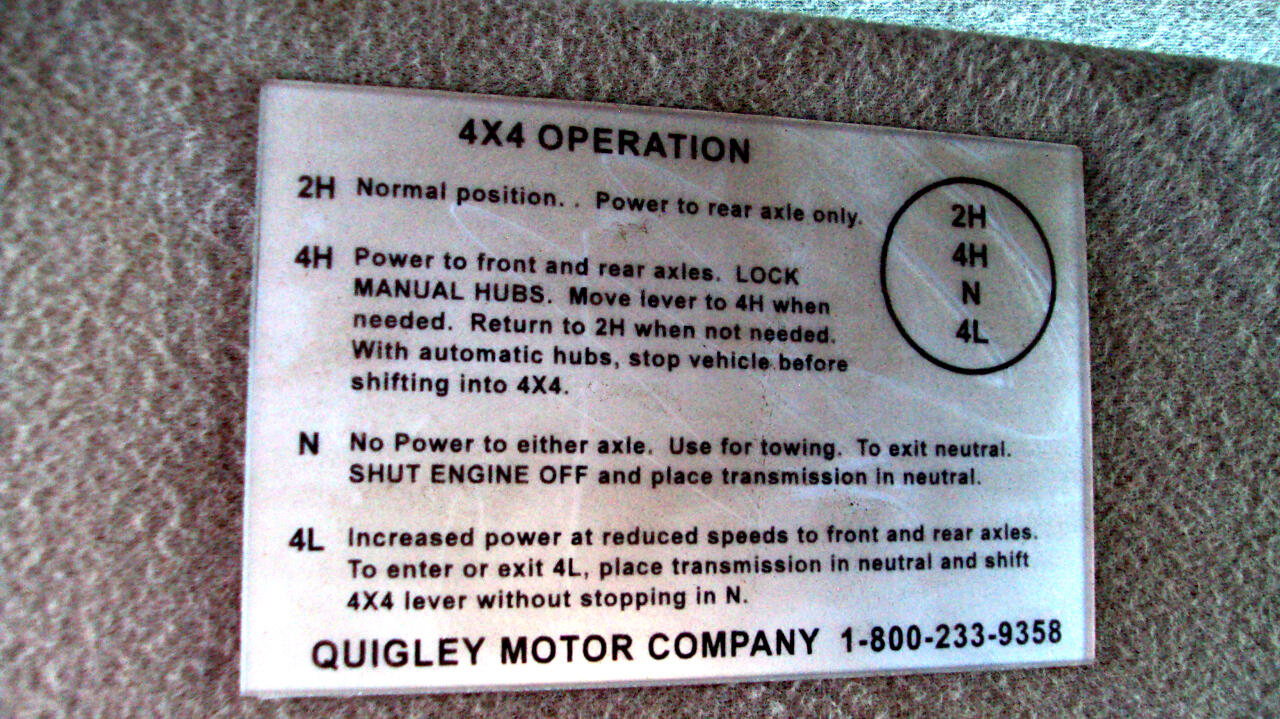 4X4 OPERATION
2H Normal position. . Power to rear axle only.
4H Power to front and rear axles. LOCK
MANUAL HUBS. Move lever to 4H when
needed. Return to 2H when not needed.
With automatic hubs, stop vehicle before
shifting into 4X4.
N No Power to either axle. Use for towing. To exit neutral.
SHUT ENGINE OFF and place transmission in neutral.
4L Increased power at reduced speeds to front and rear axles.
To enter or exit 4L, place transmission in neutral and shift
4X4 lever without stopping in N.
QUIGLEY MOTOR COMPANY 1-800-233-9358
2H
4H
N
4L